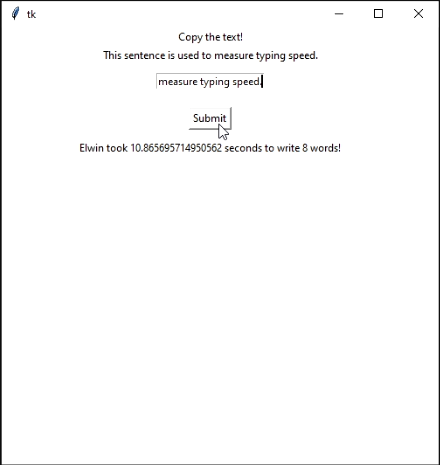 tk
Copy the text!
This sentence is used to measure typing speed.
measure typing speed.
Submit
Elwin took 10.865695714950562 seconds to write 8 words!